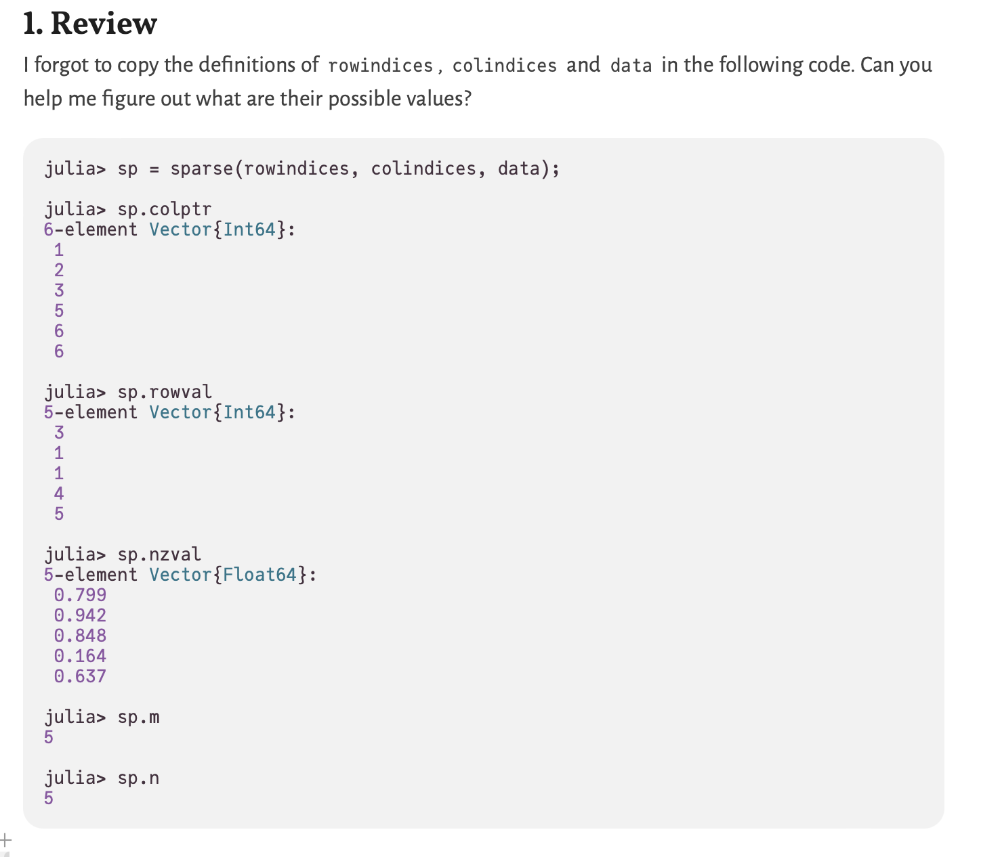 1. Review
I forgot to copy the definitions of rowindices, colindices and data in the following code. Can you
help me figure out what are their possible values?
julia> sp = sparse(rowindices, colindices, data);
julia> sp.colptr
6-element Vector{Int64}:
1
2
3
5
6
6
julia> sp.rowval
5-element Vector{Int64}:
3
1
1
4
5
julia> sp.nzval
5-element Vector{Float64}:
0.799
0.942
0.848
0.164
0.637
julia> sp.m
5
julia> sp.n
5